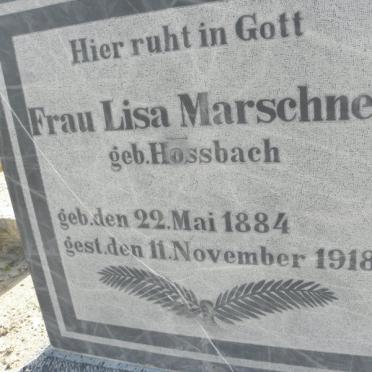 Hier ruht in Gott
Frau Lisa Marschne
geb. Hossbach
geb. den 22. Mai 1884
gest. den 11. November 1918